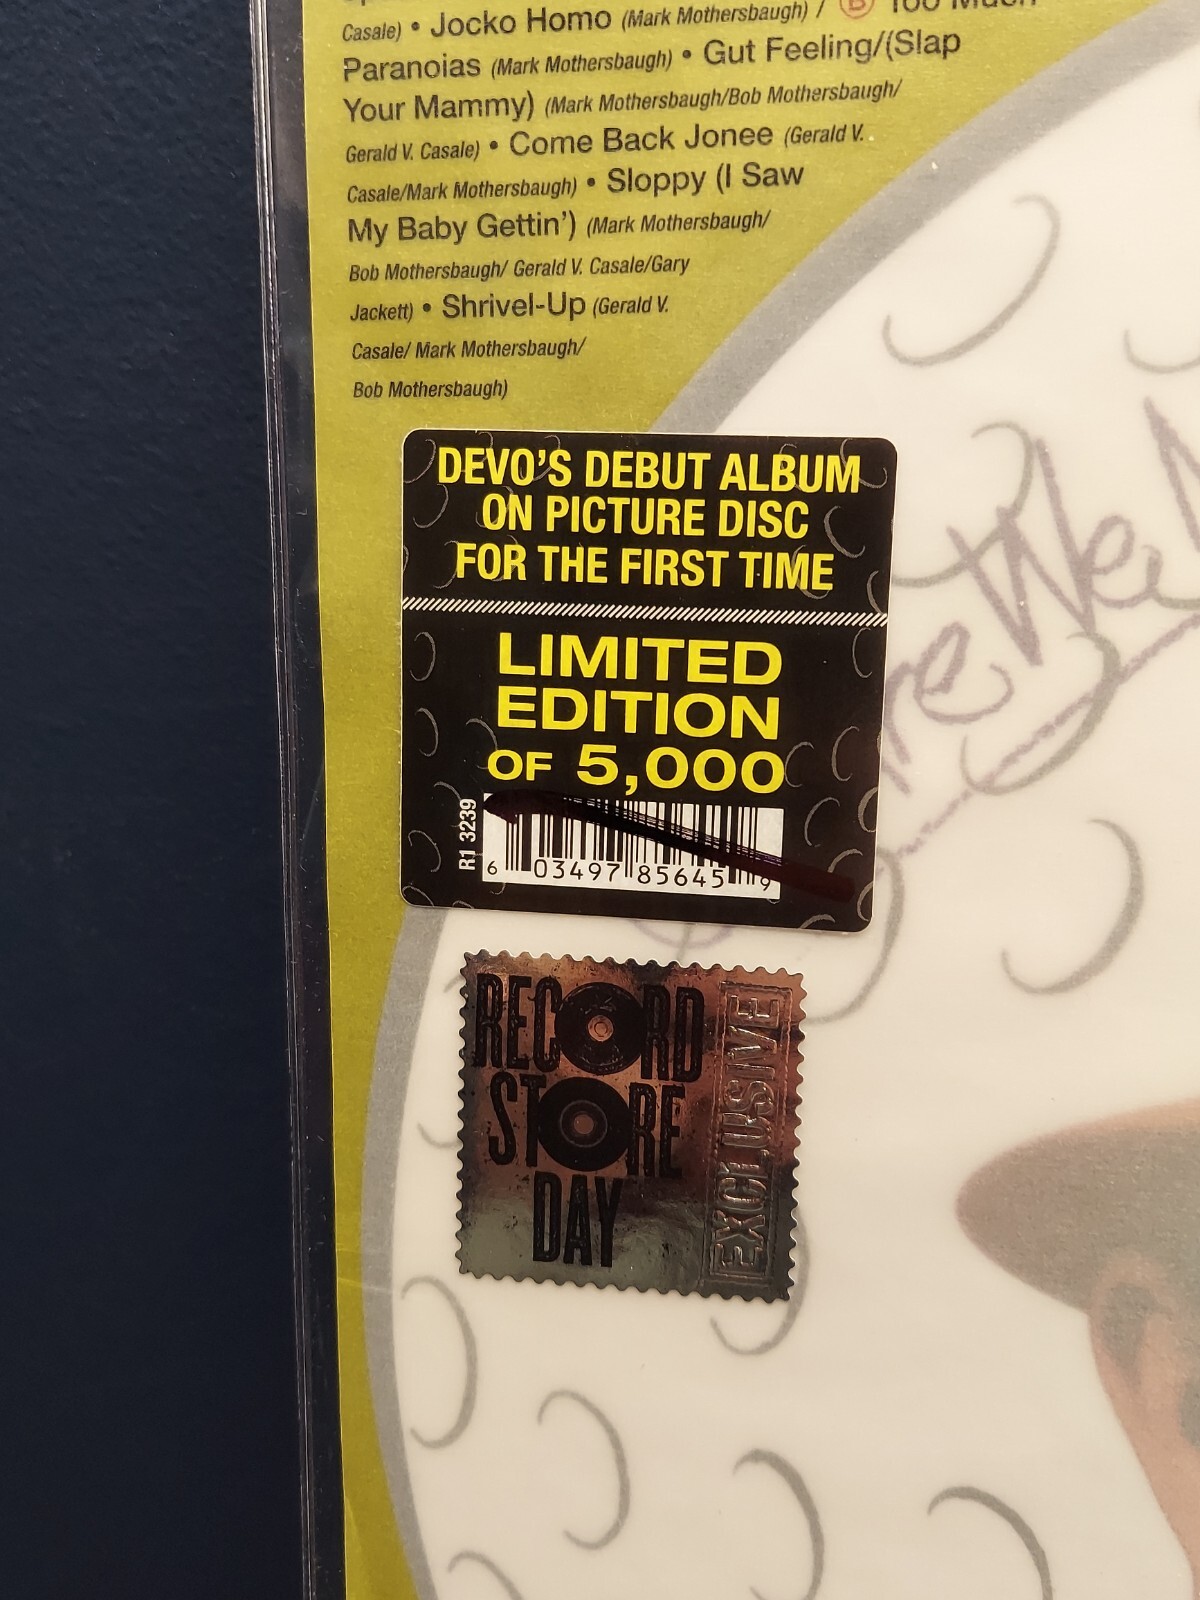 Casale) • Jocko Homo (Mark Mothersbaugh) / Ⓑ Too Much
Paranoias (Mark Mothersbaugh) • Gut Feeling/(Slap
Your Mammy) (Mark Mothersbaugh/Bob Mothersbaugh/
Gerald V. Casale) • Come Back Jonee (Gerald V.
Casale/Mark Mothersbaugh) • Sloppy (I Saw
My Baby Gettin') (Mark Mothersbaugh/
Bob Mothersbaugh/ Gerald V. Casale/Gary
Jackett) • Shrivel-Up (Gerald V.
Casale/ Mark Mothersbaugh/
Bob Mothersbaugh)
DEVO'S DEBUT ALBUM
ON PICTURE DISC
FOR THE FIRST TIME
LIMITED
EDITION
OF 5,000
R1 3239
6 03497 85645 9
RECORD
STORE
DAY
EXCLUSIVE